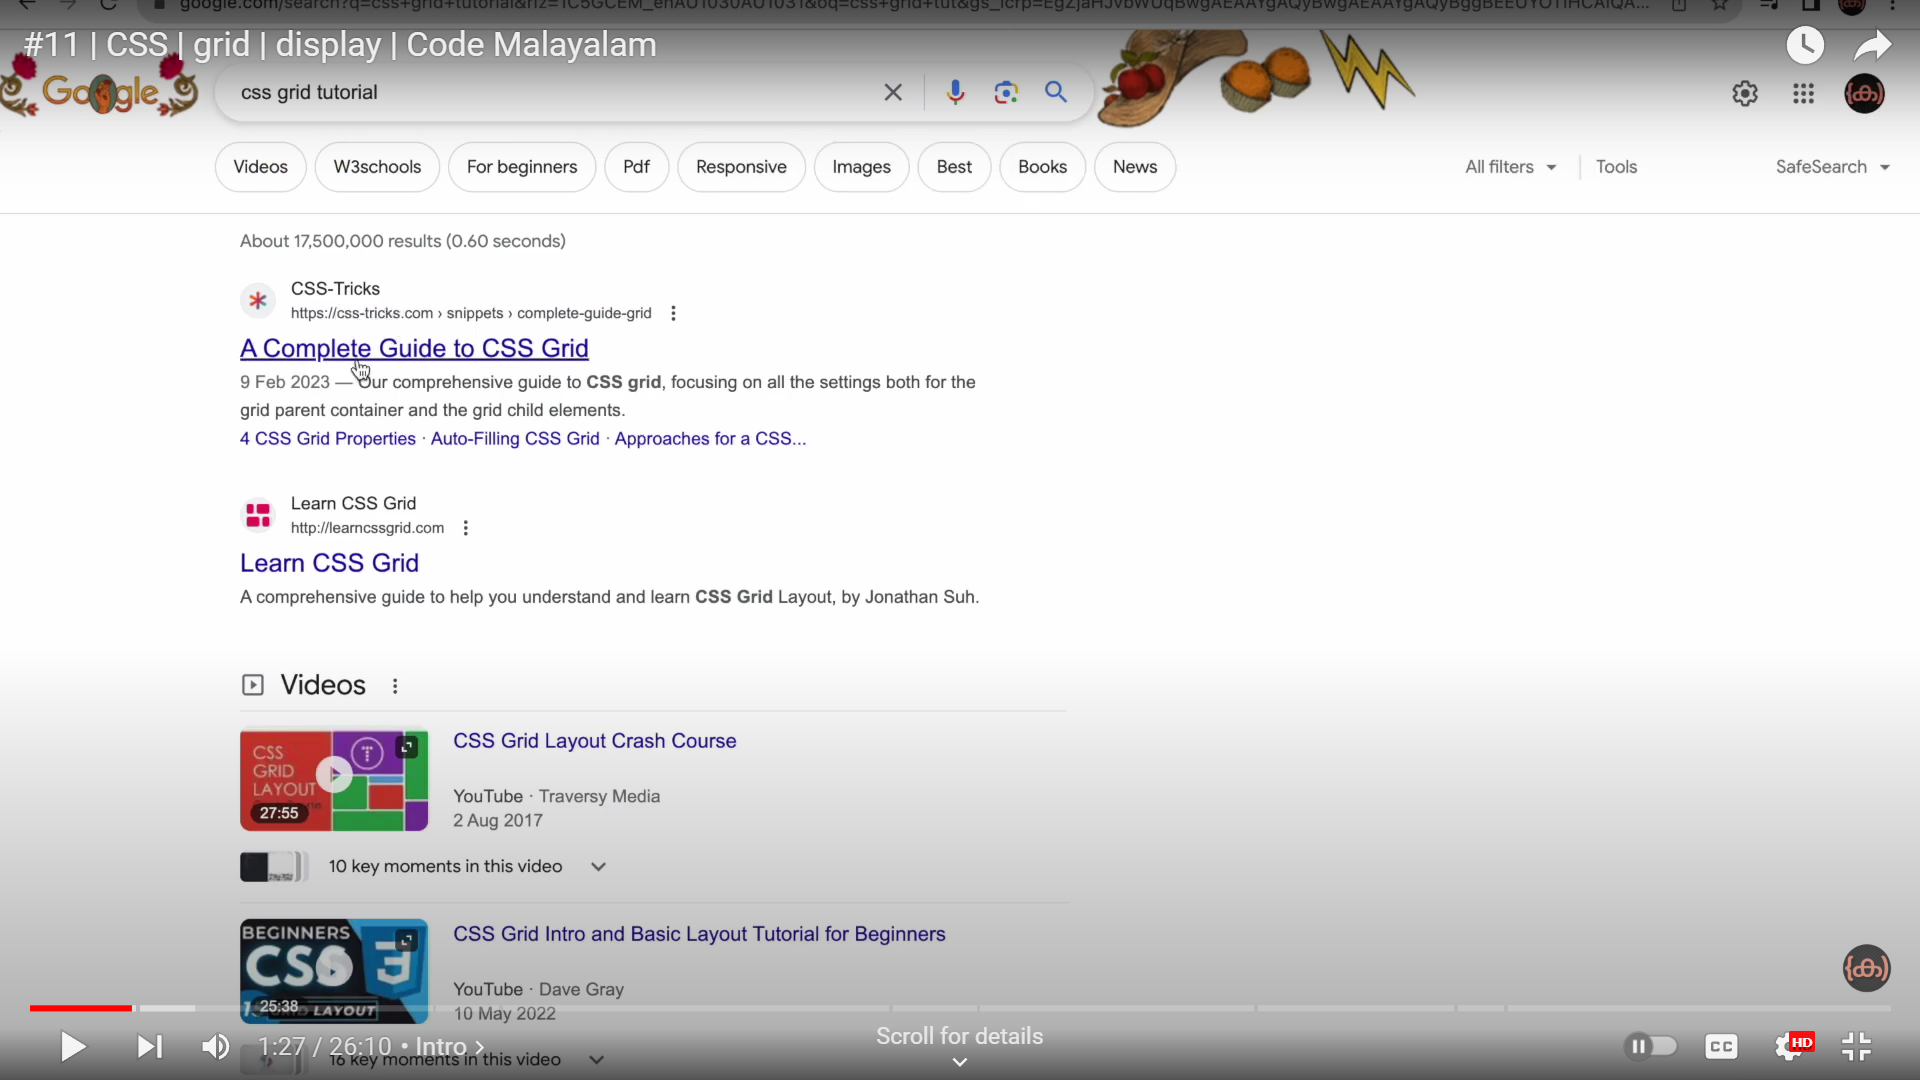 google.com/search?q=css+grid+tutorial&rlz=1C5GCEM_enAU1030AU1031&oq=css+grid+tut&gs_lcrp=
#11 | CSS | grid | display | Code Malayalam
Google
css grid tutorial
{ക}
Videos
W3schools
For beginners
Pdf
Responsive
Images
Best
Books
News
All filters
Tools
SafeSearch
About 17,500,000 results (0.60 seconds)
CSS-Tricks
https://css-tricks.com › snippets › complete-guide-grid
A Complete Guide to CSS Grid
9 Feb 2023 — Our comprehensive guide to CSS grid, focusing on all the settings both for the
grid parent container and the grid child elements.
4 CSS Grid Properties · Auto-Filling CSS Grid · Approaches for a CSS...
Learn CSS Grid
http://learncssgrid.com
Learn CSS Grid
A comprehensive guide to help you understand and learn CSS Grid Layout, by Jonathan Suh.
Videos
CSS
GRID
LAYOUT
27:55
CSS Grid Layout Crash Course
YouTube · Traversy Media
2 Aug 2017
10 key moments in this video
BEGINNERS
CSS
25:38
GRID LAYOUT
CSS Grid Intro and Basic Layout Tutorial for Beginners
YouTube · Dave Gray
10 May 2022
16 key moments in this video
{ക}
1:27 / 26:10 • Intro
Scroll for details
CC
HD